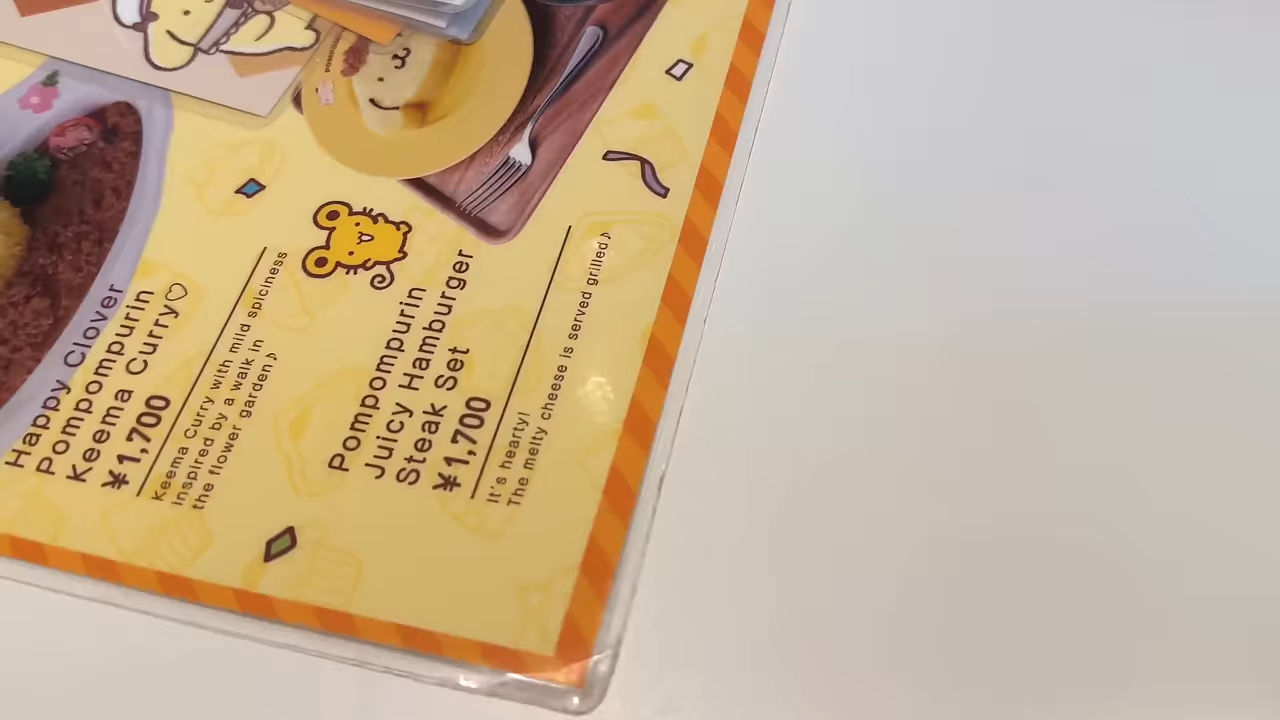 Happy Clover
Pompompurin
Keema Curry♡
¥1,700
Keema Curry with mild spiciness
inspired by a walk in
the flower garden♪
Pompompurin
Juicy Hamburger
Steak Set
¥1,700
It's hearty!
The melty cheese is served grilled♪